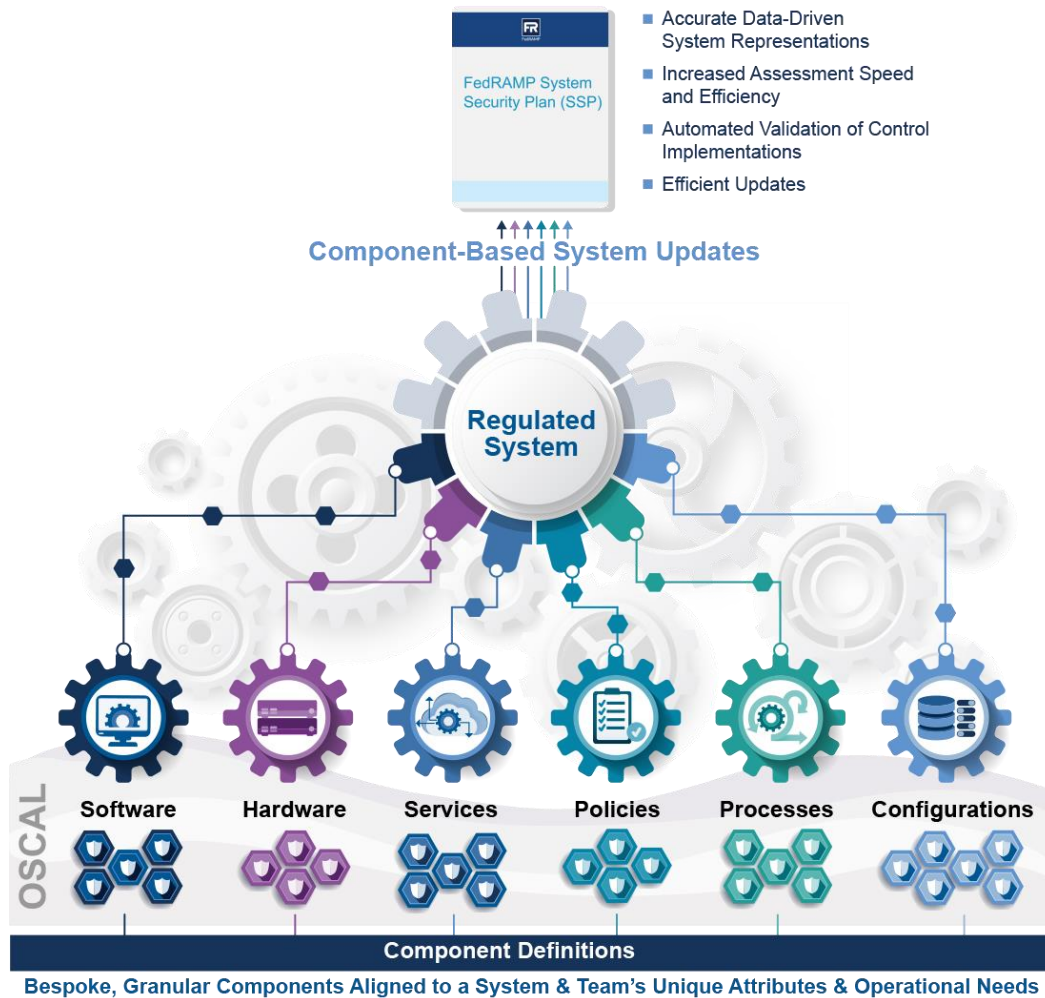 FR
FedRAMP
FedRAMP System
Security Plan (SSP)
■ Accurate Data-Driven
System Representations
■ Increased Assessment Speed
and Efficiency
■ Automated Validation of Control
Implementations
■ Efficient Updates
Component-Based System Updates
Regulated
System
OSCAL
Software
Hardware
Services
Policies
Processes
Configurations
Component Definitions
Bespoke, Granular Components Aligned to a System & Team's Unique Attributes & Operational Needs